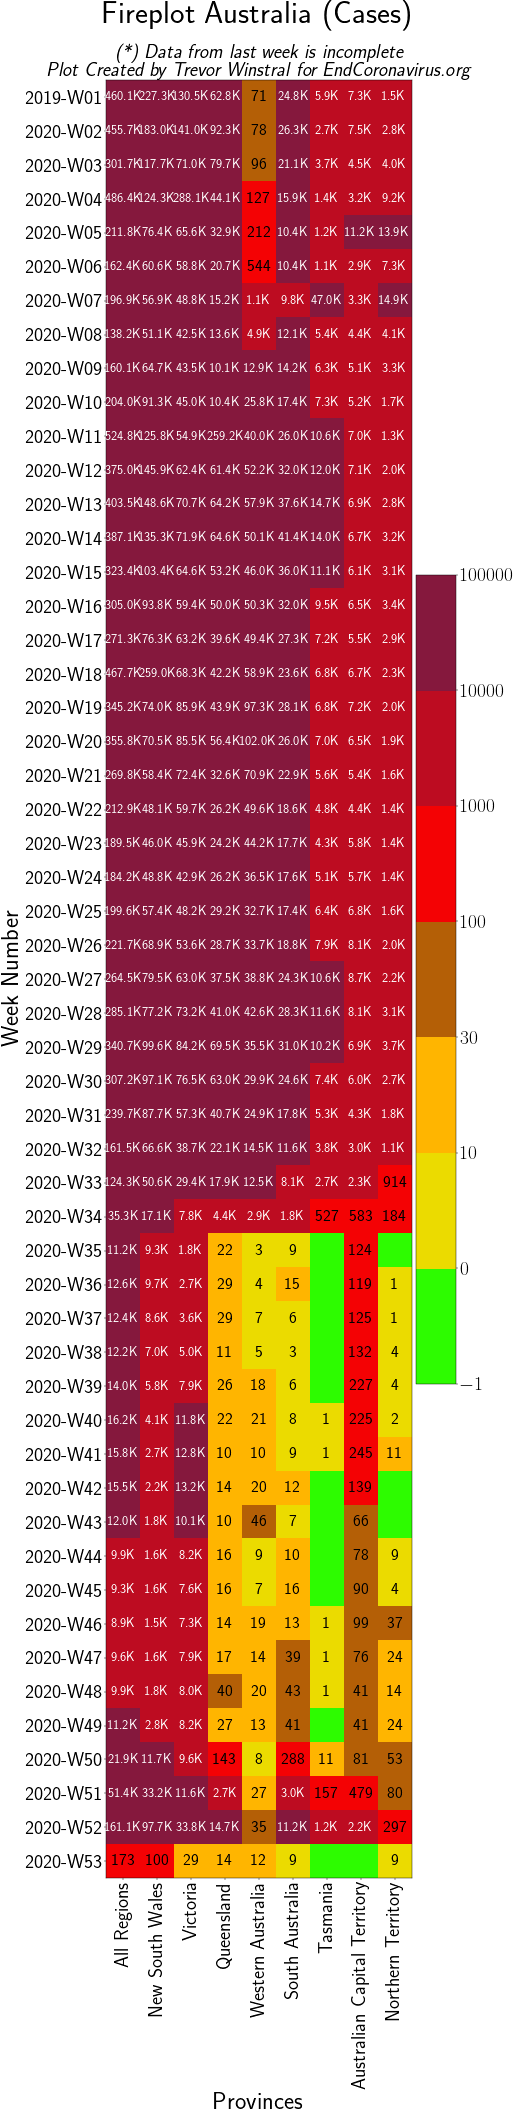 Fireplot Australia (Cases)
(*) Data from last week is incomplete
Plot Created by Trevor Winstral for EndCoronavirus.org
2019-W01 460.1K 227.3K 130.5K 62.8K 71 24.8K 5.9K 7.3K 1.5K
2020-W02 455.7K 183.0K 141.0K 92.3K 78 26.3K 2.7K 7.5K 2.8K
2020-W03 301.7K 117.7K 71.0K 79.7K 96 21.1K 3.7K 4.5K 4.0K
2020-W04 486.4K 124.3K 288.1K 44.1K 127 15.9K 1.4K 3.2K 9.2K
2020-W05 211.8K 76.4K 65.6K 32.9K 212 10.4K 1.2K 11.2K 13.9K
2020-W06 162.4K 60.6K 58.8K 20.7K 544 10.4K 1.1K 2.9K 7.3K
2020-W07 196.9K 56.9K 48.8K 15.2K 1.1K 9.8K 47.0K 3.3K 14.9K
2020-W08 138.2K 51.1K 42.5K 13.6K 4.9K 12.1K 5.4K 4.4K 4.1K
2020-W09 160.1K 64.7K 43.5K 10.1K 12.9K 14.2K 6.3K 5.1K 3.3K
2020-W10 204.0K 91.3K 45.0K 10.4K 25.8K 17.4K 7.3K 5.2K 1.7K
2020-W11 524.8K 125.8K 54.9K 259.2K 40.0K 26.0K 10.6K 7.0K 1.3K
2020-W12 375.0K 145.9K 62.4K 61.4K 52.2K 32.0K 12.0K 7.1K 2.0K
2020-W13 403.5K 148.6K 70.7K 64.2K 57.9K 37.6K 14.7K 6.9K 2.8K
2020-W14 387.1K 135.3K 71.9K 64.6K 50.1K 41.4K 14.0K 6.7K 3.2K
2020-W15 323.4K 103.4K 64.6K 53.2K 46.0K 36.0K 11.1K 6.1K 3.1K
2020-W16 305.0K 93.8K 59.4K 50.0K 50.3K 32.0K 9.5K 6.5K 3.4K
2020-W17 271.3K 76.3K 63.2K 39.6K 49.4K 27.3K 7.2K 5.5K 2.9K
2020-W18 467.7K 259.0K 68.3K 42.2K 58.9K 23.6K 6.8K 6.7K 2.3K
2020-W19 345.2K 74.0K 85.9K 43.9K 97.3K 28.1K 6.8K 7.2K 2.0K
2020-W20 355.8K 70.5K 85.5K 56.4K 102.0K 26.0K 7.0K 6.5K 1.9K
2020-W21 269.8K 58.4K 72.4K 32.6K 70.9K 22.9K 5.6K 5.4K 1.6K
2020-W22 212.9K 48.1K 59.7K 26.2K 49.6K 18.6K 4.8K 4.4K 1.4K
2020-W23 189.5K 46.0K 45.9K 24.2K 44.2K 17.7K 4.3K 5.8K 1.4K
2020-W24 184.2K 48.8K 42.9K 26.2K 36.5K 17.6K 5.1K 5.7K 1.4K
2020-W25 199.6K 57.4K 48.2K 29.2K 32.7K 17.4K 6.4K 6.8K 1.6K
2020-W26 221.7K 68.9K 53.6K 28.7K 33.7K 18.8K 7.9K 8.1K 2.0K
2020-W27 264.5K 79.5K 63.0K 37.5K 38.8K 24.3K 10.6K 8.7K 2.2K
2020-W28 285.1K 77.2K 73.2K 41.0K 42.6K 28.3K 11.6K 8.1K 3.1K
2020-W29 340.7K 99.6K 84.2K 69.5K 35.5K 31.0K 10.2K 6.9K 3.7K
2020-W30 307.2K 97.1K 76.5K 63.0K 29.9K 24.6K 7.4K 6.0K 2.7K
2020-W31 239.7K 87.7K 57.3K 40.7K 24.9K 17.8K 5.3K 4.3K 1.8K
2020-W32 161.5K 66.6K 38.7K 22.1K 14.5K 11.6K 3.8K 3.0K 1.1K
2020-W33 124.3K 50.6K 29.4K 17.9K 12.5K 8.1K 2.7K 2.3K 914
2020-W34 35.3K 17.1K 7.8K 4.4K 2.9K 1.8K 527 583 184
2020-W35 11.2K 9.3K 1.8K 22 3 9 124
2020-W36 12.6K 9.7K 2.7K 29 4 15 119 1
2020-W37 12.4K 8.6K 3.6K 29 7 6 125 1
2020-W38 12.2K 7.0K 5.0K 11 5 3 132 4
2020-W39 14.0K 5.8K 7.9K 26 18 6 227 4
2020-W40 16.2K 4.1K 11.8K 22 21 8 1 225 2
2020-W41 15.8K 2.7K 12.8K 10 10 9 1 245 11
2020-W42 15.5K 2.2K 13.2K 14 20 12 139
2020-W43 12.0K 1.8K 10.1K 10 46 7 66
2020-W44 9.9K 1.6K 8.2K 16 9 10 78 9
2020-W45 9.3K 1.6K 7.6K 16 7 16 90 4
2020-W46 8.9K 1.5K 7.3K 14 19 13 1 99 37
2020-W47 9.6K 1.6K 7.9K 17 14 39 1 76 24
2020-W48 9.9K 1.8K 8.0K 40 20 43 1 41 14
2020-W49 11.2K 2.8K 8.2K 27 13 41 41 24
2020-W50 21.9K 11.7K 9.6K 143 8 288 11 81 53
2020-W51 51.4K 33.2K 11.6K 2.7K 27 3.0K 157 479 80
2020-W52 161.1K 97.7K 33.8K 14.7K 35 11.2K 1.2K 2.2K 297
2020-W53 173 100 29 14 12 9 9
Week Number
100000
10000
1000
100
30
10
0
−1
All Regions
New South Wales
Victoria
Queensland
Western Australia
South Australia
Tasmania
Australian Capital Territory
Northern Territory
Provinces